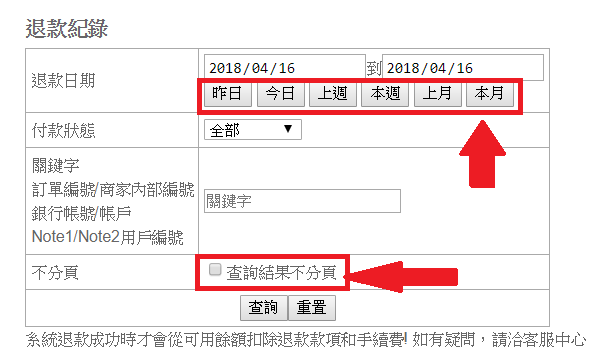 退款紀錄
退款日期
2018/04/16 到 2018/04/16
昨日 今日 上週 本週 上月 本月
付款狀態
全部
關鍵字
訂單編號/商家內部編號
銀行帳號/帳戶
Note1/Note2用戶編號
關鍵字
不分頁
查詢結果不分頁
查詢 重置
系統退款成功時才會從可用餘額扣除退款款項和手續費! 如有疑問，請洽客服中心